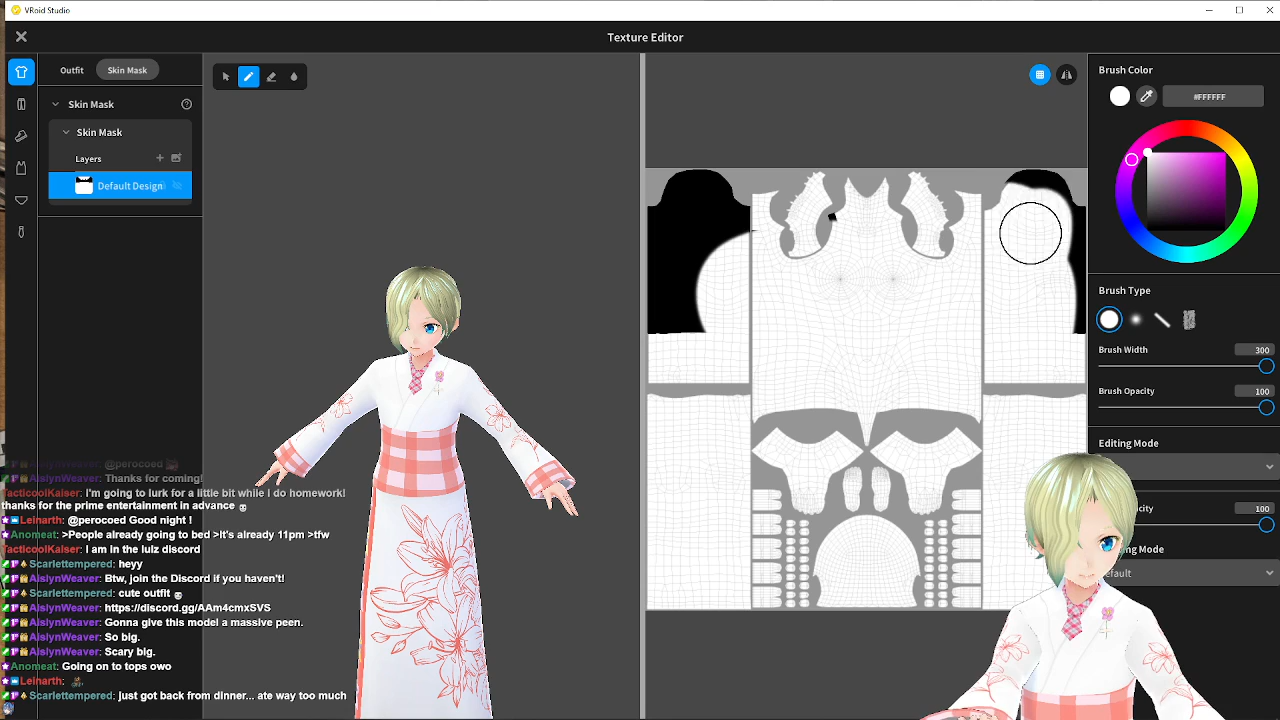 VRoid Studio
Texture Editor
Outfit
Skin Mask
Skin Mask
Skin Mask
Layers
Default Design
Brush Color
#FFFFFF
Brush Type
Brush Width
300
Brush Opacity
100
Editing Mode
100
efault
AislynWeaver: @perocoed
AislynWeaver: Thanks for coming!
TacticoolKaiser: I'm going to lurk for a little bit while I do homework!
thanks for the prime entertainment in advance
Leinarth: @perocoed Good night !
Anomeat: >People already going to bed >It's already 11pm >tfw
TacticoolKaiser: I am in the lulz discord
Scarlettempered: heyy
AislynWeaver: Btw, join the Discord if you haven't!
Scarlettempered: cute outfit
AislynWeaver: https://discord.gg/AAm4cmxSVS
AislynWeaver: Gonna give this model a massive peen.
AislynWeaver: So big.
AislynWeaver: Scary big.
Anomeat: Going on to tops owo
Leinarth:
Scarlettempered: just got back from dinner... ate way too much